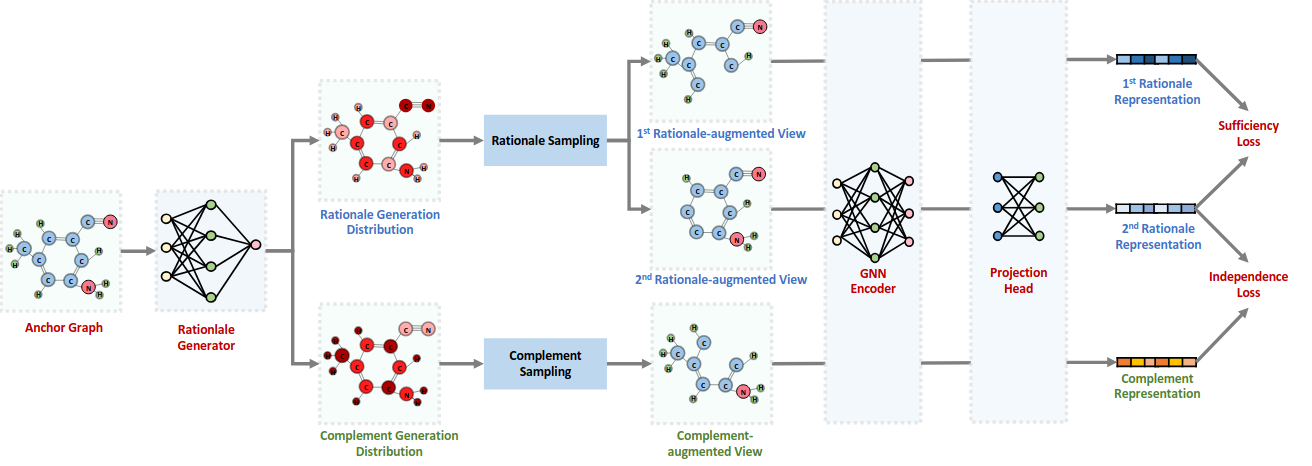 Anchor Graph
Rationlale
Generator
Rationale Generation
Distribution
Complement Generation
Distribution
Rationale Sampling
Complement
Sampling
1st Rationale-augmented View
2nd Rationale-augmented View
Complement-
augmented View
GNN
Encoder
Projection
Head
1st Rationale
Representation
2nd Rationale
Representation
Complement
Representation
Sufficiency
Loss
Independence
Loss